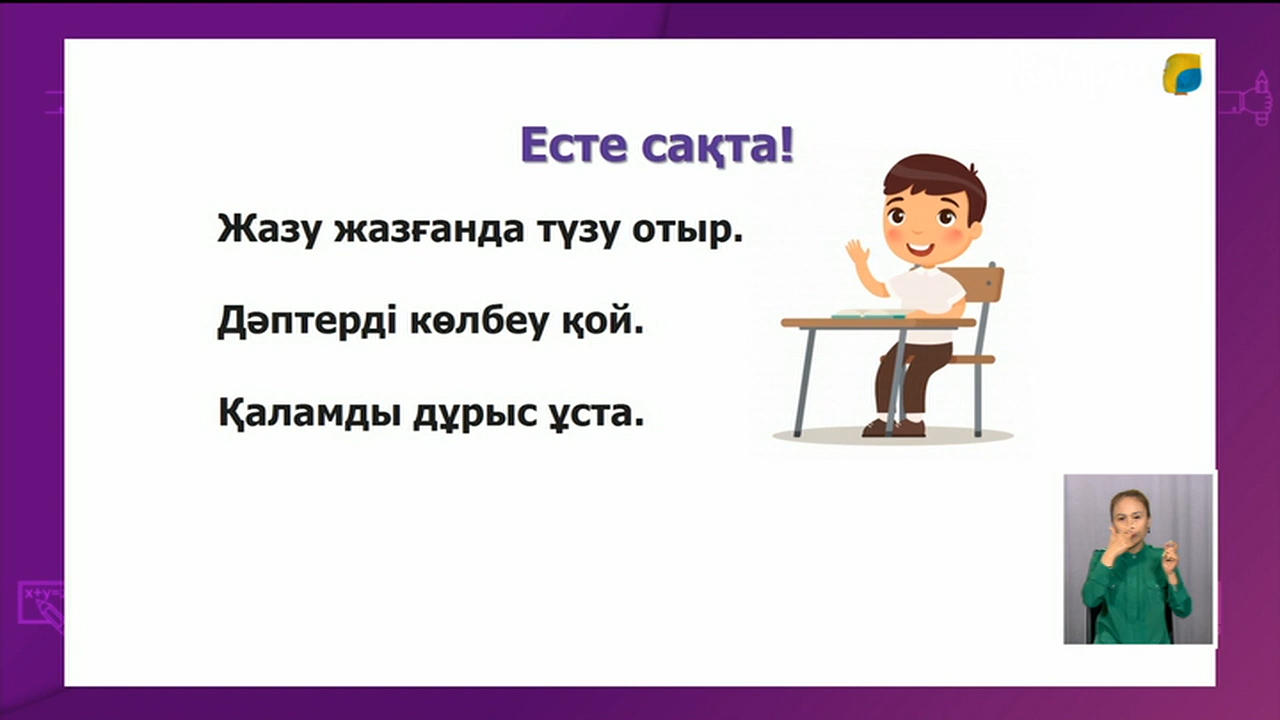 Есте сақта!
Жазу жазғанда түзу отыр.
Дәптерді көлбеу қой.
Қаламды дұрыс ұста.